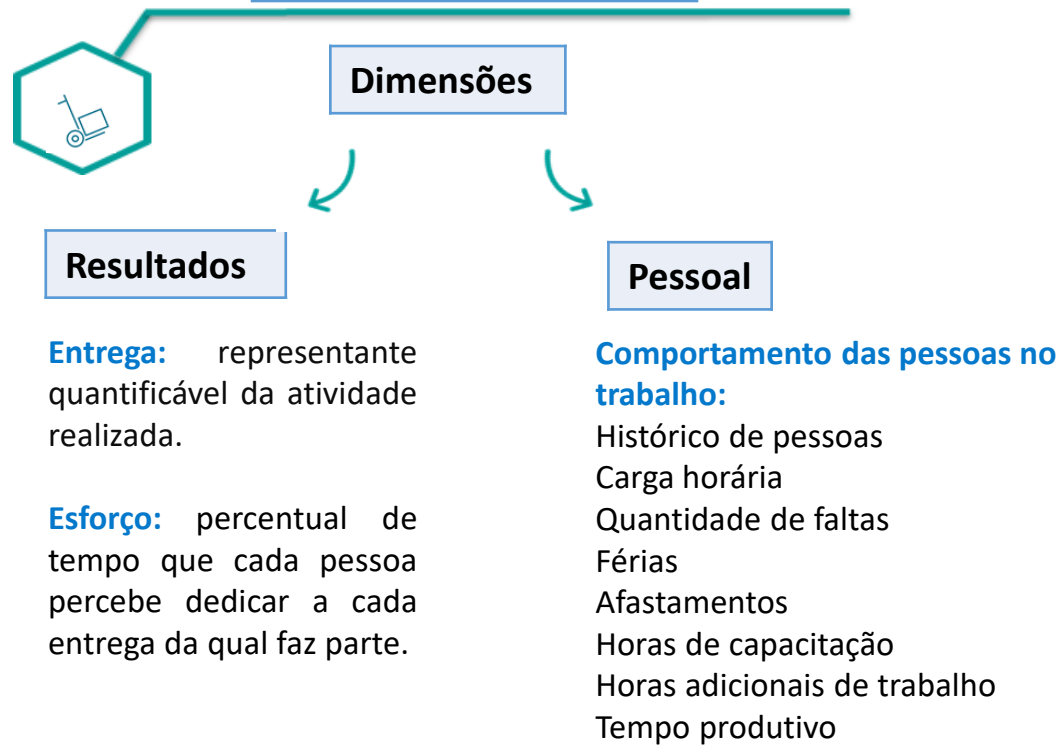 Dimensões
Resultados
Entrega: representante
quantificável da atividade
realizada.
Esforço: percentual de
tempo que cada pessoa
percebe dedicar a cada
entrega da qual faz parte.
Pessoal
Comportamento das pessoas no
trabalho:
Histórico de pessoas
Carga horária
Quantidade de faltas
Férias
Afastamentos
Horas de capacitação
Horas adicionais de trabalho
Tempo produtivo